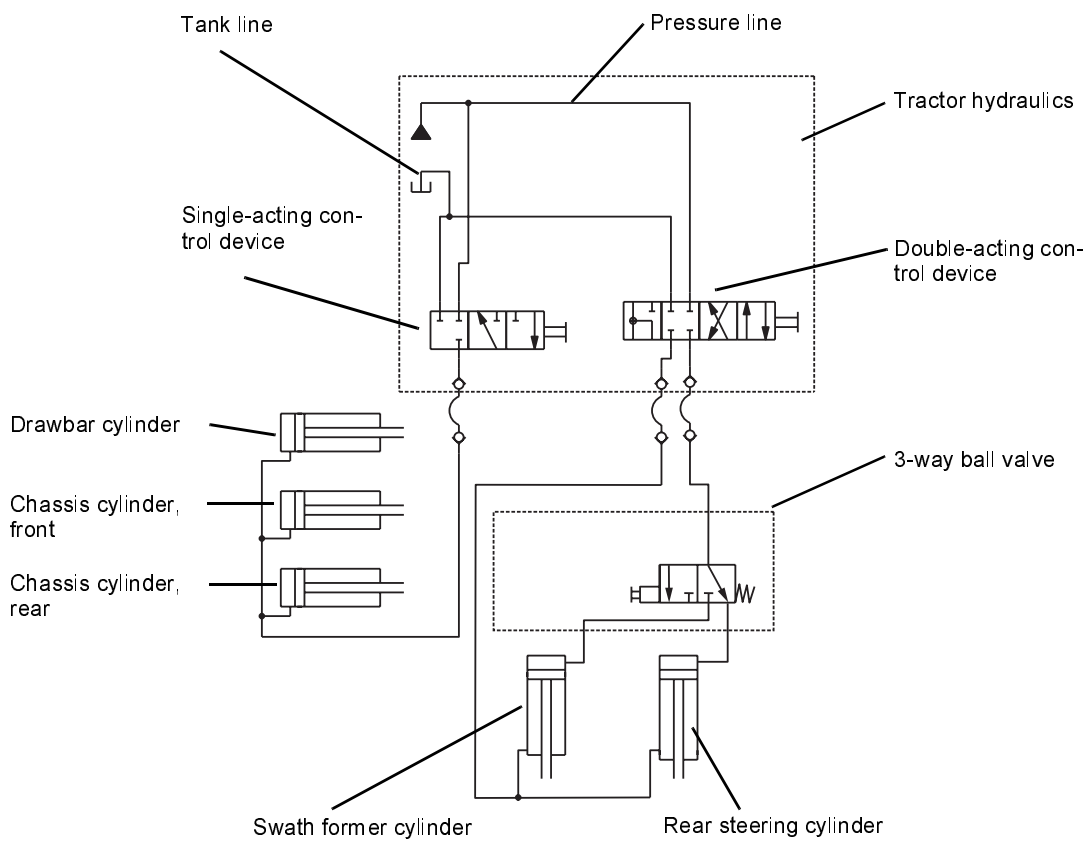 Tank line
Pressure line
Tractor hydraulics
Single-acting con-
trol device
Double-acting con-
trol device
Drawbar cylinder
3-way ball valve
Chassis cylinder,
front
Chassis cylinder,
rear
Swath former cylinder
Rear steering cylinder